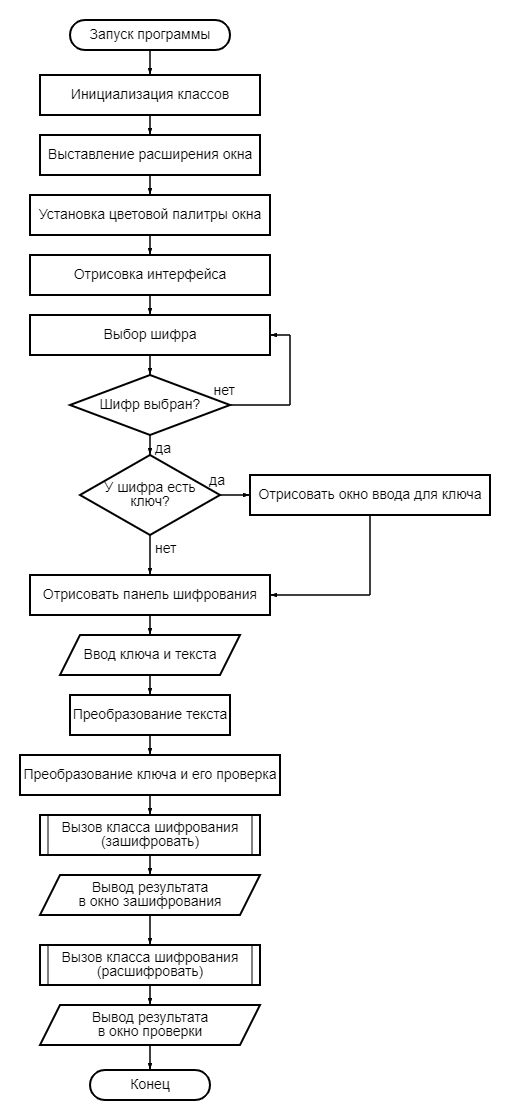 Запуск программы
Инициализация классов
Выставление расширения окна
Установка цветовой палитры окна
Отрисовка интерфейса
Выбор шифра
нет
Шифр выбран?
да
У шифра есть
ключ?
да
Отрисовать окно ввода для ключа
нет
Отрисовать панель шифрования
Ввод ключа и текста
Преобразование текста
Преобразование ключа и его проверка
Вызов класса шифрования
(зашифровать)
Вывод результата
в окно зашифрования
Вызов класса шифрования
(расшифровать)
Вывод результата
в окно проверки
Конец